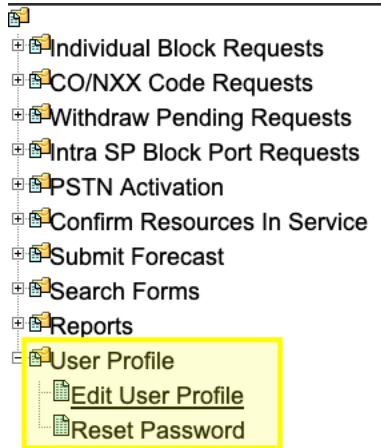 Individual Block Requests
CO/NXX Code Requests
Withdraw Pending Requests
Intra SP Block Port Requests
PSTN Activation
Confirm Resources In Service
Submit Forecast
Search Forms
Reports
User Profile
Edit User Profile
Reset Password